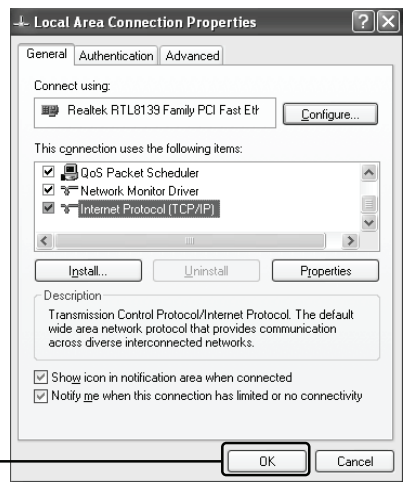 Local Area Connection Properties
General Authentication Advanced
Connect using:
Realtek RTL8139 Family PCI Fast Eth
Configure...
This connection uses the following items:
QoS Packet Scheduler
Network Monitor Driver
Internet Protocol (TCP/IP)
Install... Uninstall Properties
Description
Transmission Control Protocol/Internet Protocol. The default
wide area network protocol that provides communication
across diverse interconnected networks.
Show icon in notification area when connected
Notify me when this connection has limited or no connectivity
OK Cancel